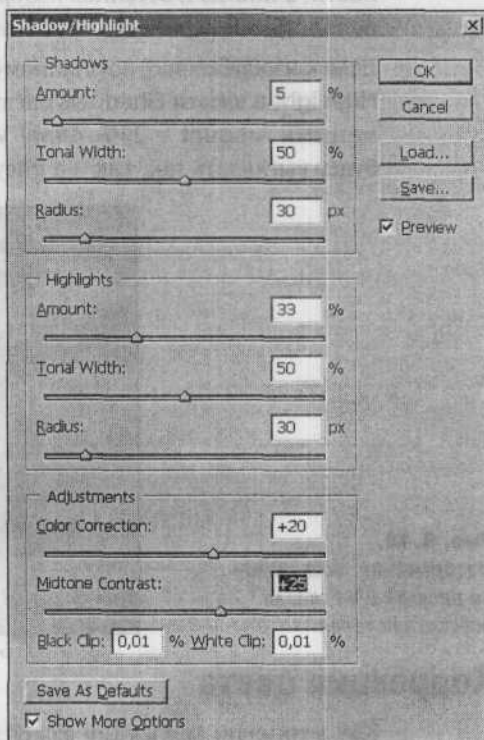 Shadow/Highlight
Shadows
Amount: 5 %
Tonal Width: 50 %
Radius: 30 px
Highlights
Amount: 33 %
Tonal Width: 50 %
Radius: 30 px
Adjustments
Color Correction: +20
Midtone Contrast: +25
Black Clip: 0,01 % White Clip: 0,01 %
Save As Defaults
Show More Options
OK
Cancel
Load...
Save...
Preview